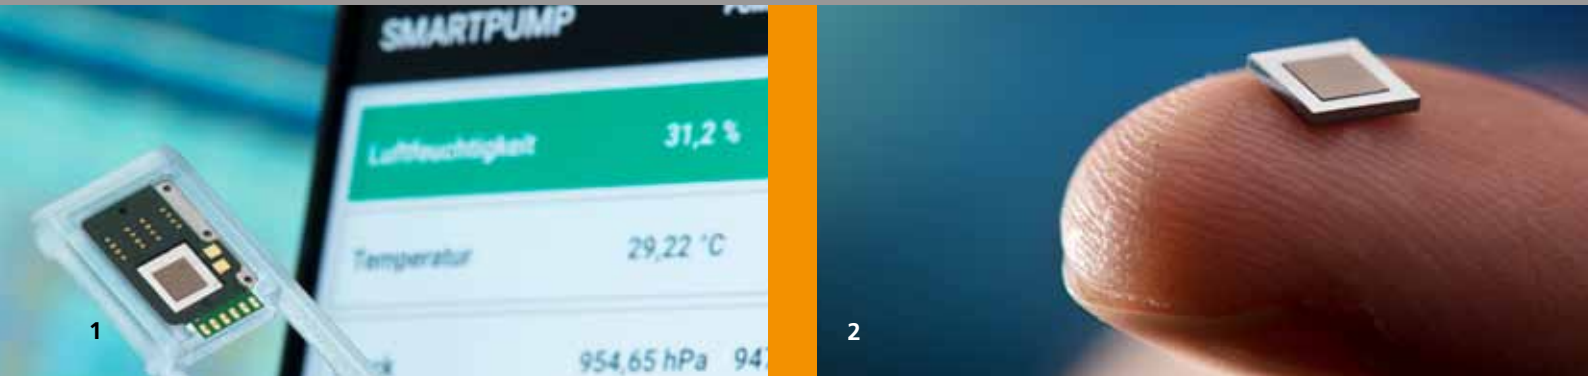 SMARTPUMP
Luftfeuchtigkeit 31,2 %
Temperatur 29,22 °C
954,65 hPa
1
2